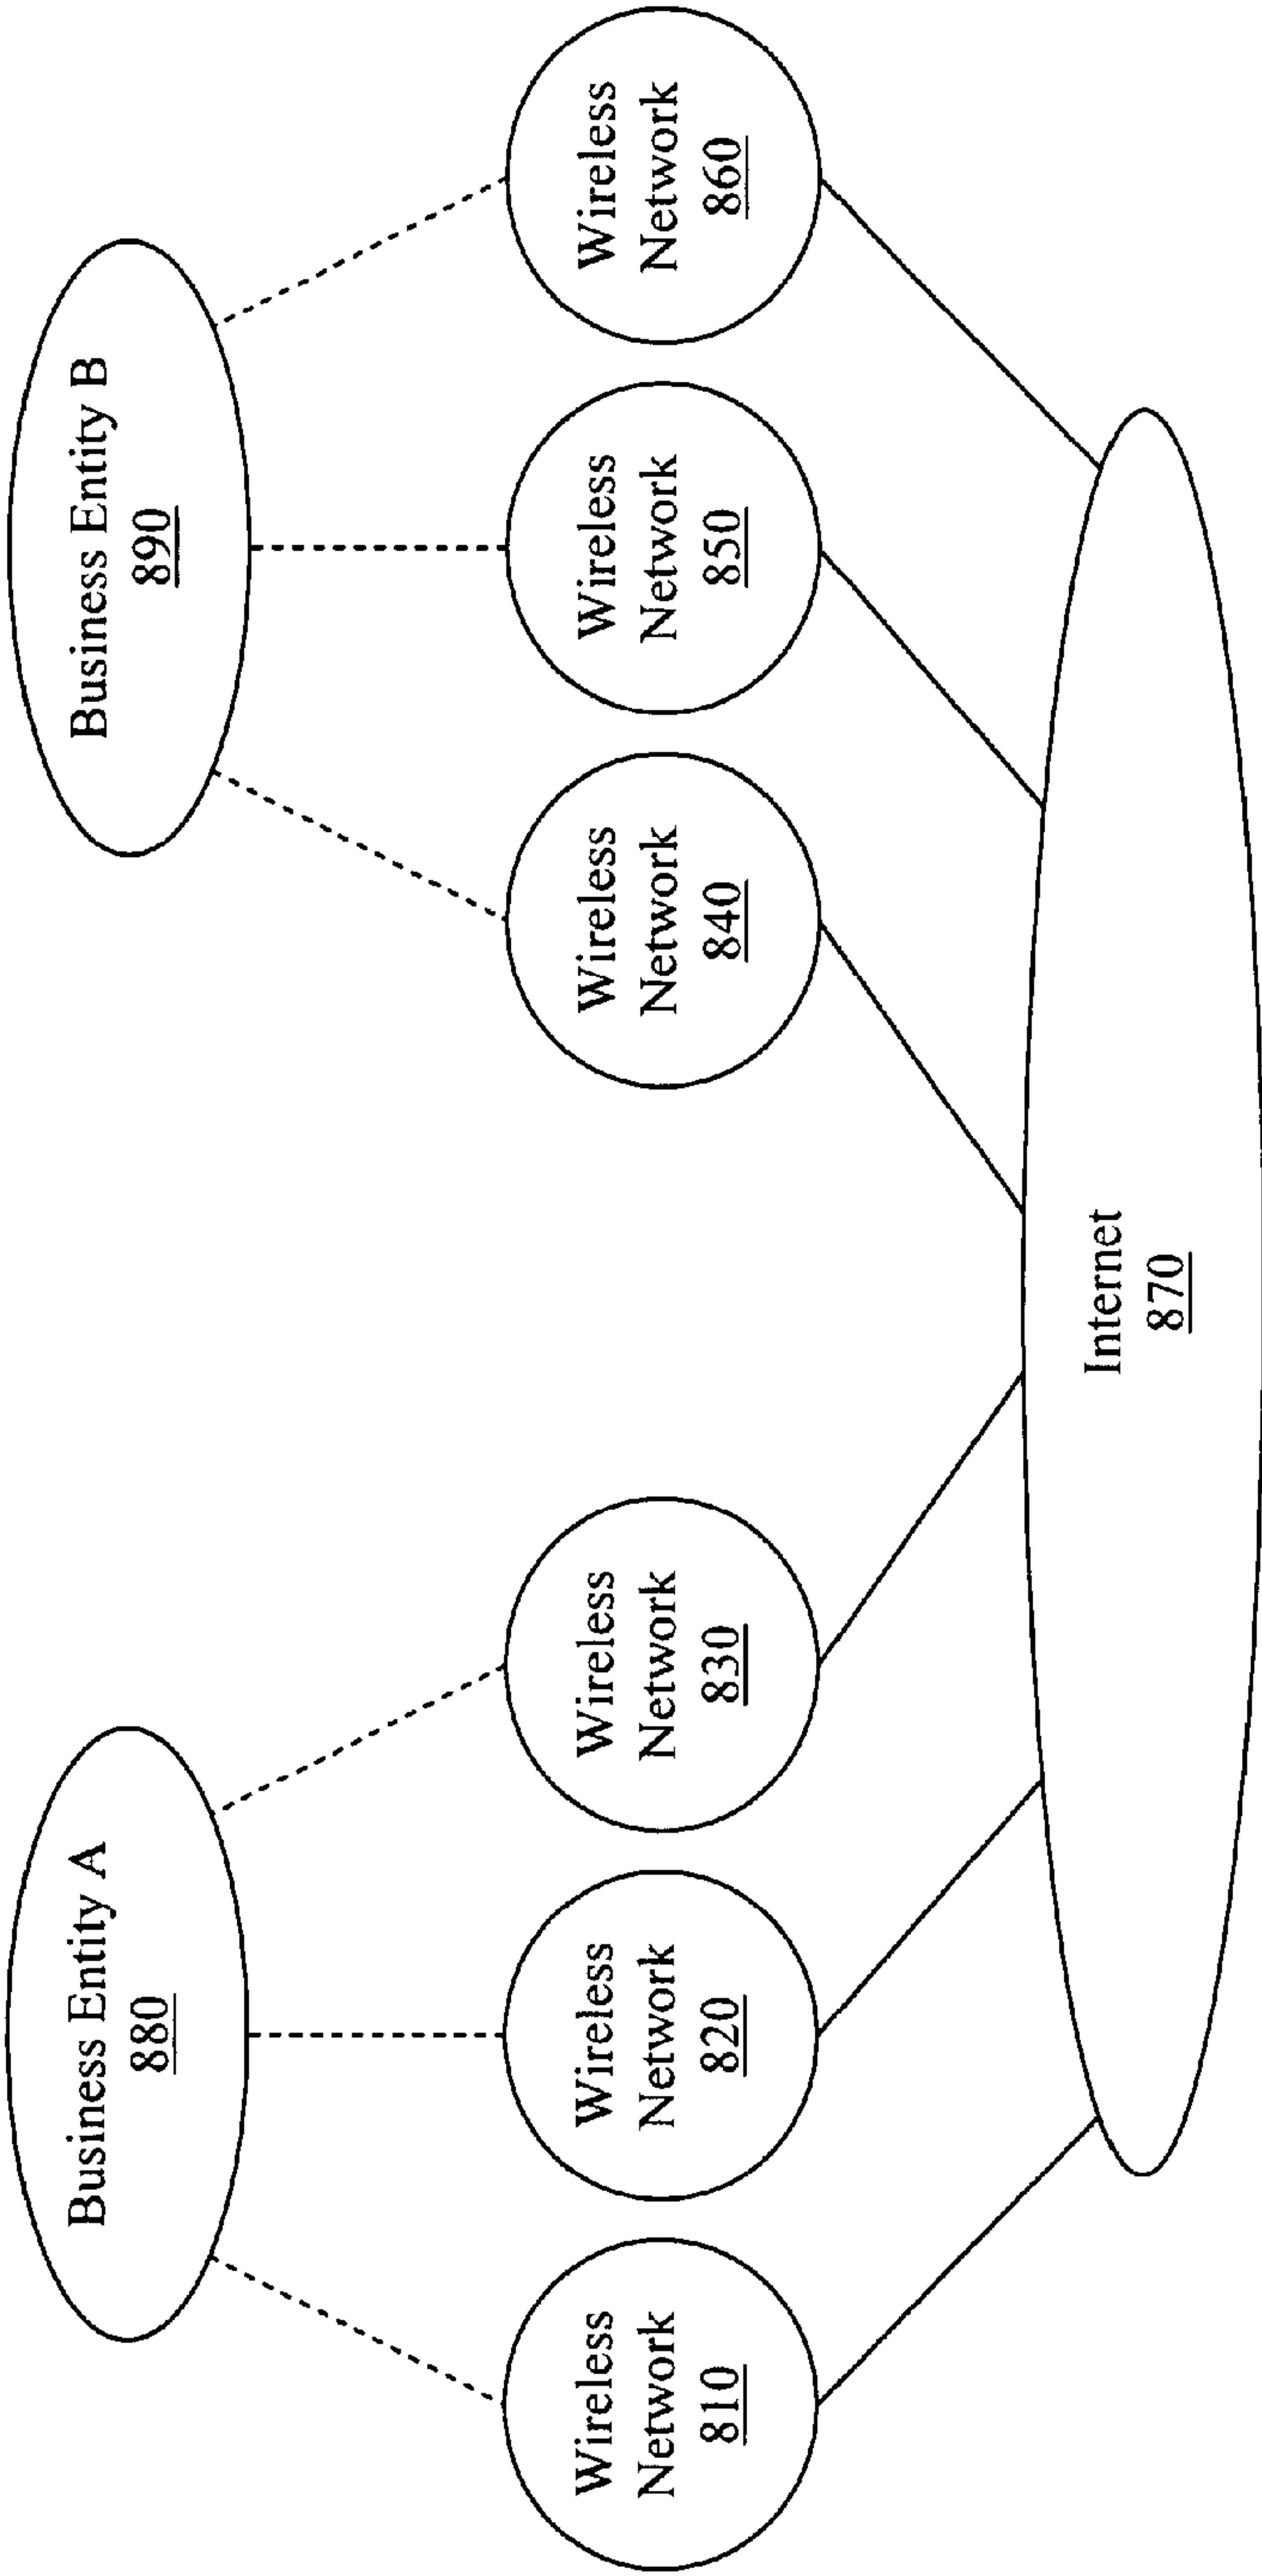 Business Entity A
880
Business Entity B
890
Wireless
Network
810
Wireless
Network
820
Wireless
Network
830
Wireless
Network
840
Wireless
Network
850
Wireless
Network
860
Internet
870